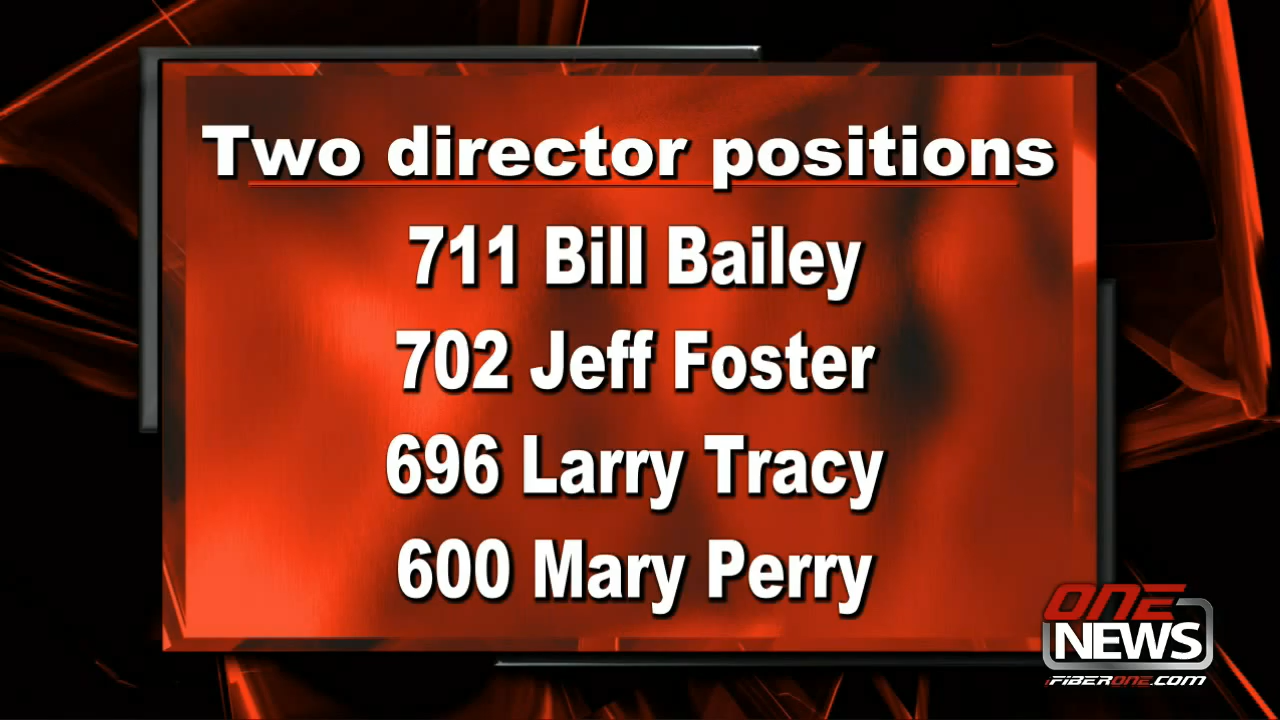 Two director positions
711 Bill Bailey
702 Jeff Foster
696 Larry Tracy
600 Mary Perry
ONE
NEWS
iFIBERONE.COM